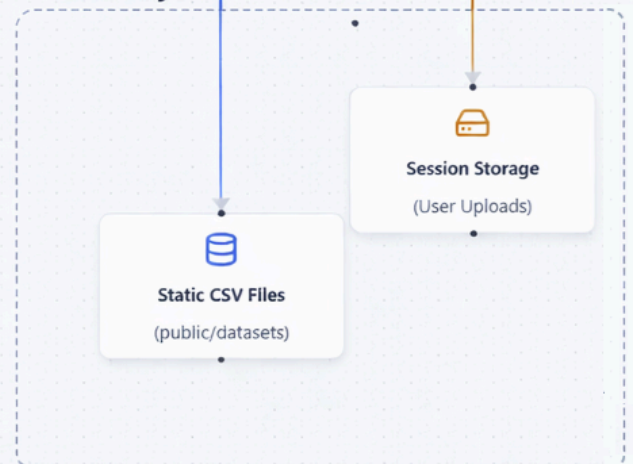 Session Storage
(User Uploads)
Static CSV Files
(public/datasets)